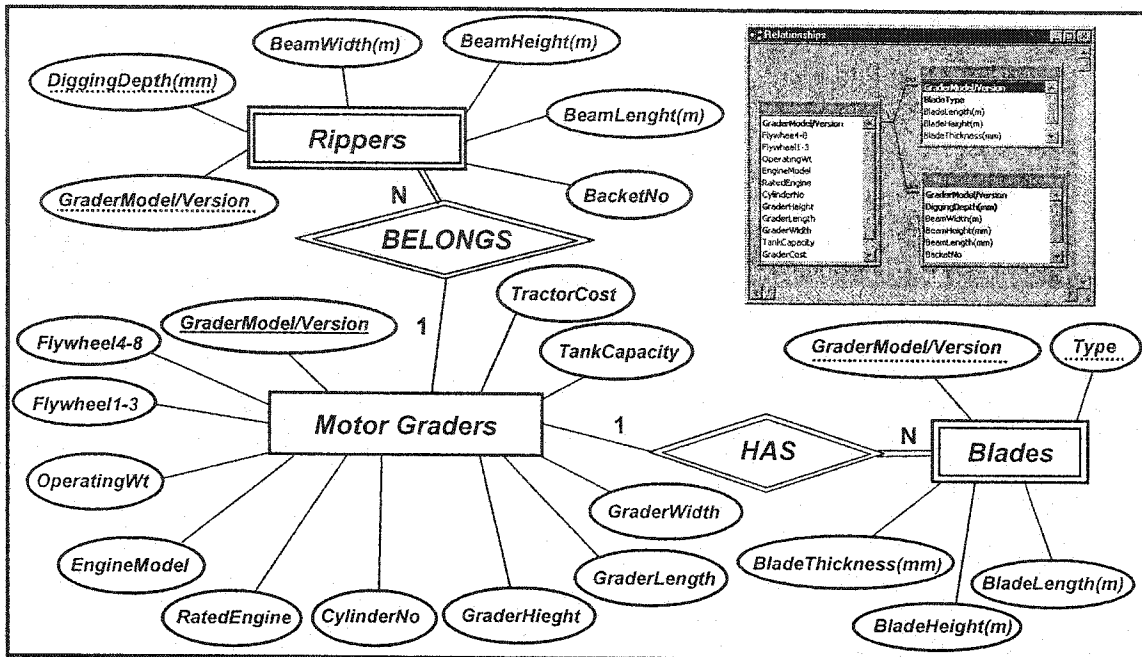 BeamWidth(m)
BeamHeight(m)
DiggingDepth(mm)
Rippers
BeamLenght(m)
GraderModel/Version
N
BacketNo
BELONGS
Relationships
GraderModel/Version
Flywhe4-8
Flywheel1-3
OperatingWt
EngineModel
RatedEngine
CylinderNo
GraderHeight
GraderLength
GraderWidth
TankCapacity
GraderCost
GraderModel/Version
BladeType
BladeLength(m)
BladeHeight(m)
BladeThickness(mm)
GraderModel/Version
DiggingDepth(mm)
BeamWidth(m)
BeamHeight(mm)
BeamLength(mm)
BacketNo
1
TractorCost
GraderModel/Version
TankCapacity
Flywheel4-8
Flywheel1-3
Motor Graders
OperatingWt
EngineModel
RatedEngine
CylinderNo
GraderHieght
GraderLength
GraderWidth
1
HAS
N
GraderModel/Version
Type
Blades
BladeThickness(mm)
BladeHeight(m)
BladeLength(m)